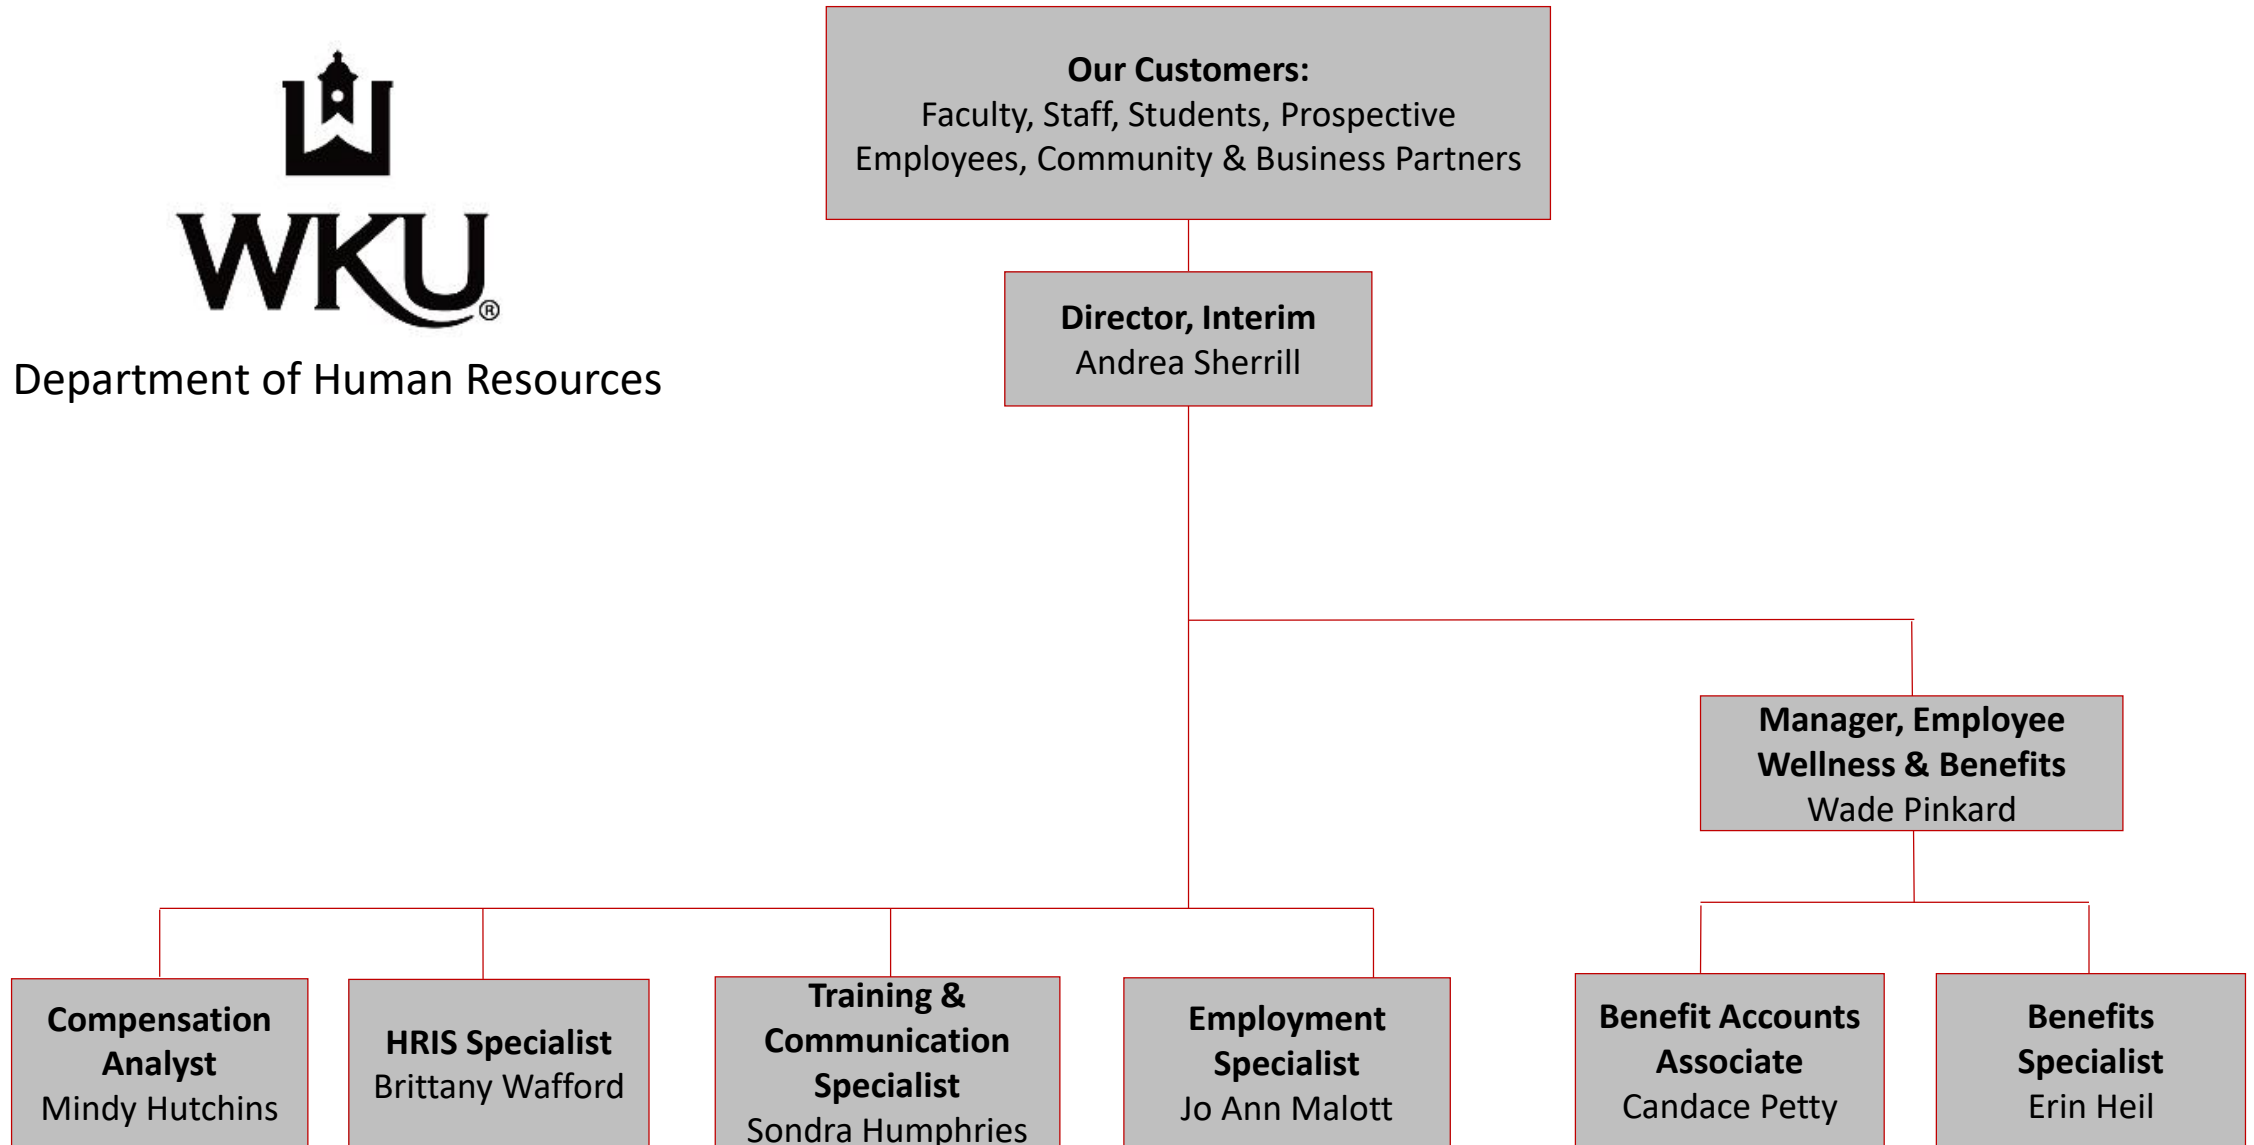 WKU®
Department of Human Resources
Our Customers:
Faculty, Staff, Students, Prospective
Employees, Community & Business Partners
Director, Interim
Andrea Sherrill
Manager, Employee
Wellness & Benefits
Wade Pinkard
Compensation
Analyst
Mindy Hutchins
HRIS Specialist
Brittany Wafford
Training &
Communication
Specialist
Sondra Humphries
Employment
Specialist
Jo Ann Malott
Benefit Accounts
Associate
Candace Petty
Benefits
Specialist
Erin Heil